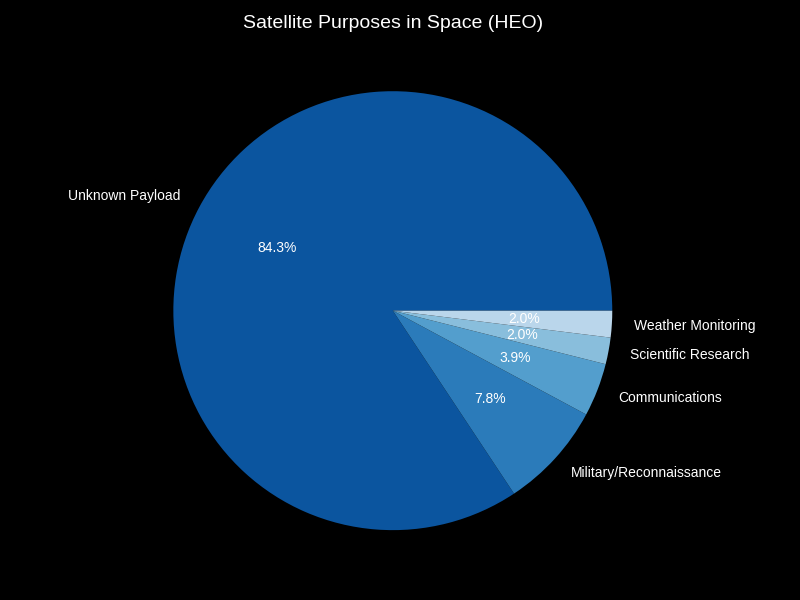 Satellite Purposes in Space (HEO)
Unknown Payload
84.3%
2.0%
Weather Monitoring
2.0%
Scientific Research
3.9%
Communications
7.8%
Military/Reconnaissance